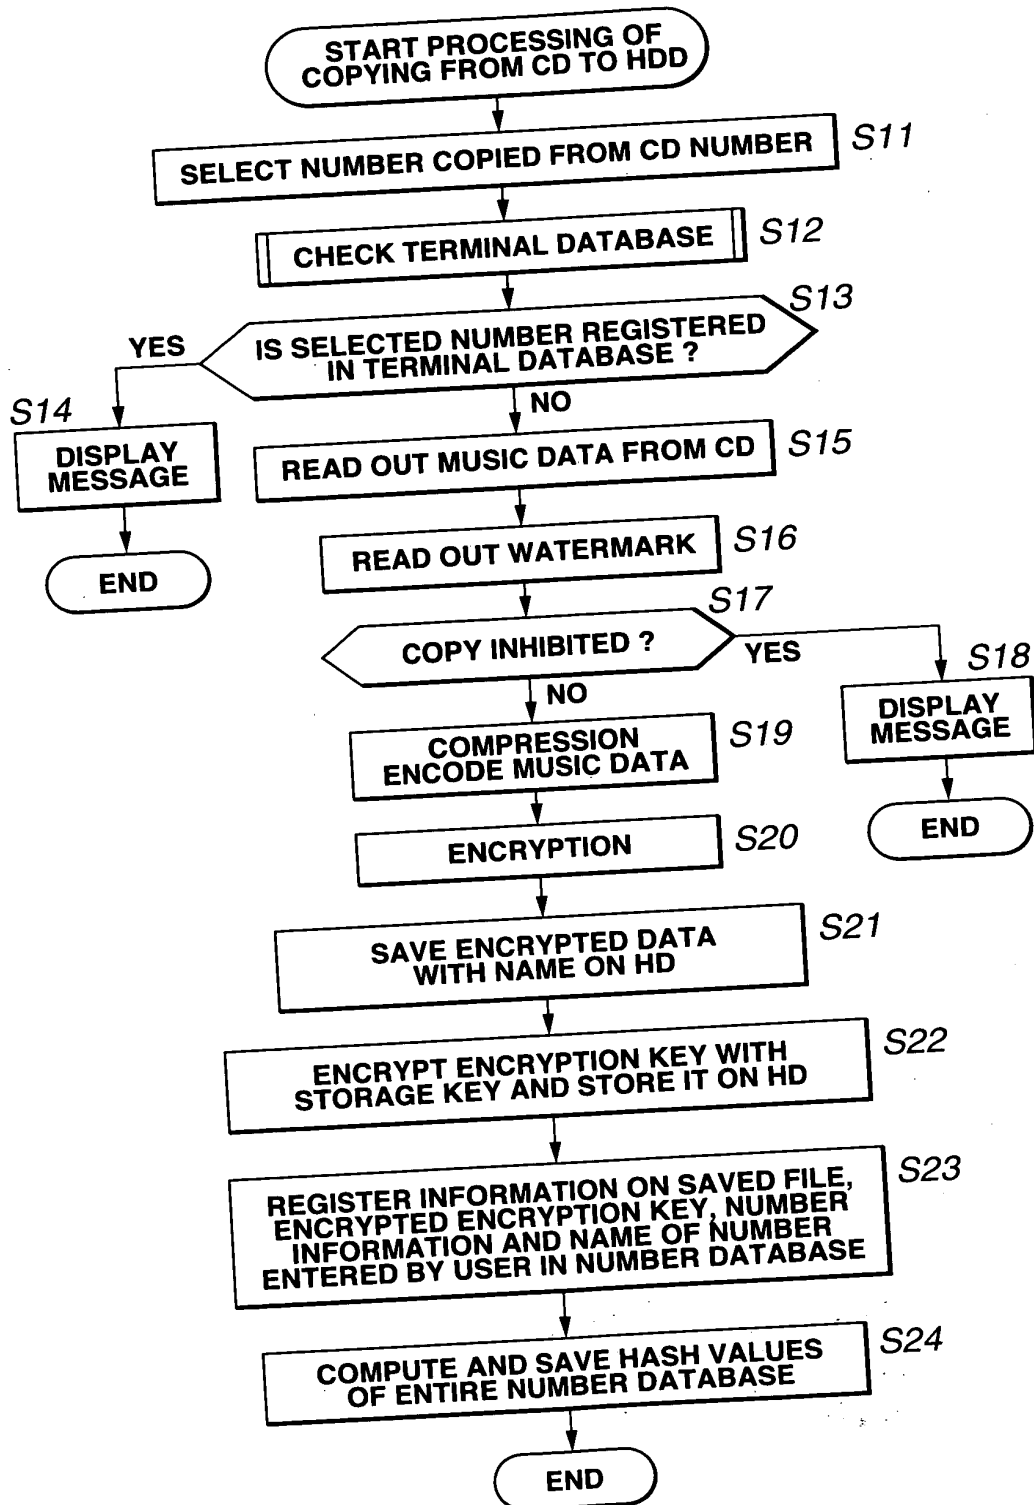 START PROCESSING OF
COPYING FROM CD TO HDD
SELECT NUMBER COPIED FROM CD NUMBER
S11
CHECK TERMINAL DATABASE
S12
S13
IS SELECTED NUMBER REGISTERED
IN TERMINAL DATABASE ?
YES
NO
S14
DISPLAY
MESSAGE
END
READ OUT MUSIC DATA FROM CD
S15
READ OUT WATERMARK
S16
S17
COPY INHIBITED ?
YES
NO
S18
DISPLAY
MESSAGE
END
COMPRESSION
ENCODE MUSIC DATA
S19
ENCRYPTION
S20
SAVE ENCRYPTED DATA
WITH NAME ON HD
S21
ENCRYPT ENCRYPTION KEY WITH
STORAGE KEY AND STORE IT ON HD
S22
REGISTER INFORMATION ON SAVED FILE,
ENCRYPTED ENCRYPTION KEY, NUMBER
INFORMATION AND NAME OF NUMBER
ENTERED BY USER IN NUMBER DATABASE
S23
COMPUTE AND SAVE HASH VALUES
OF ENTIRE NUMBER DATABASE
S24
END